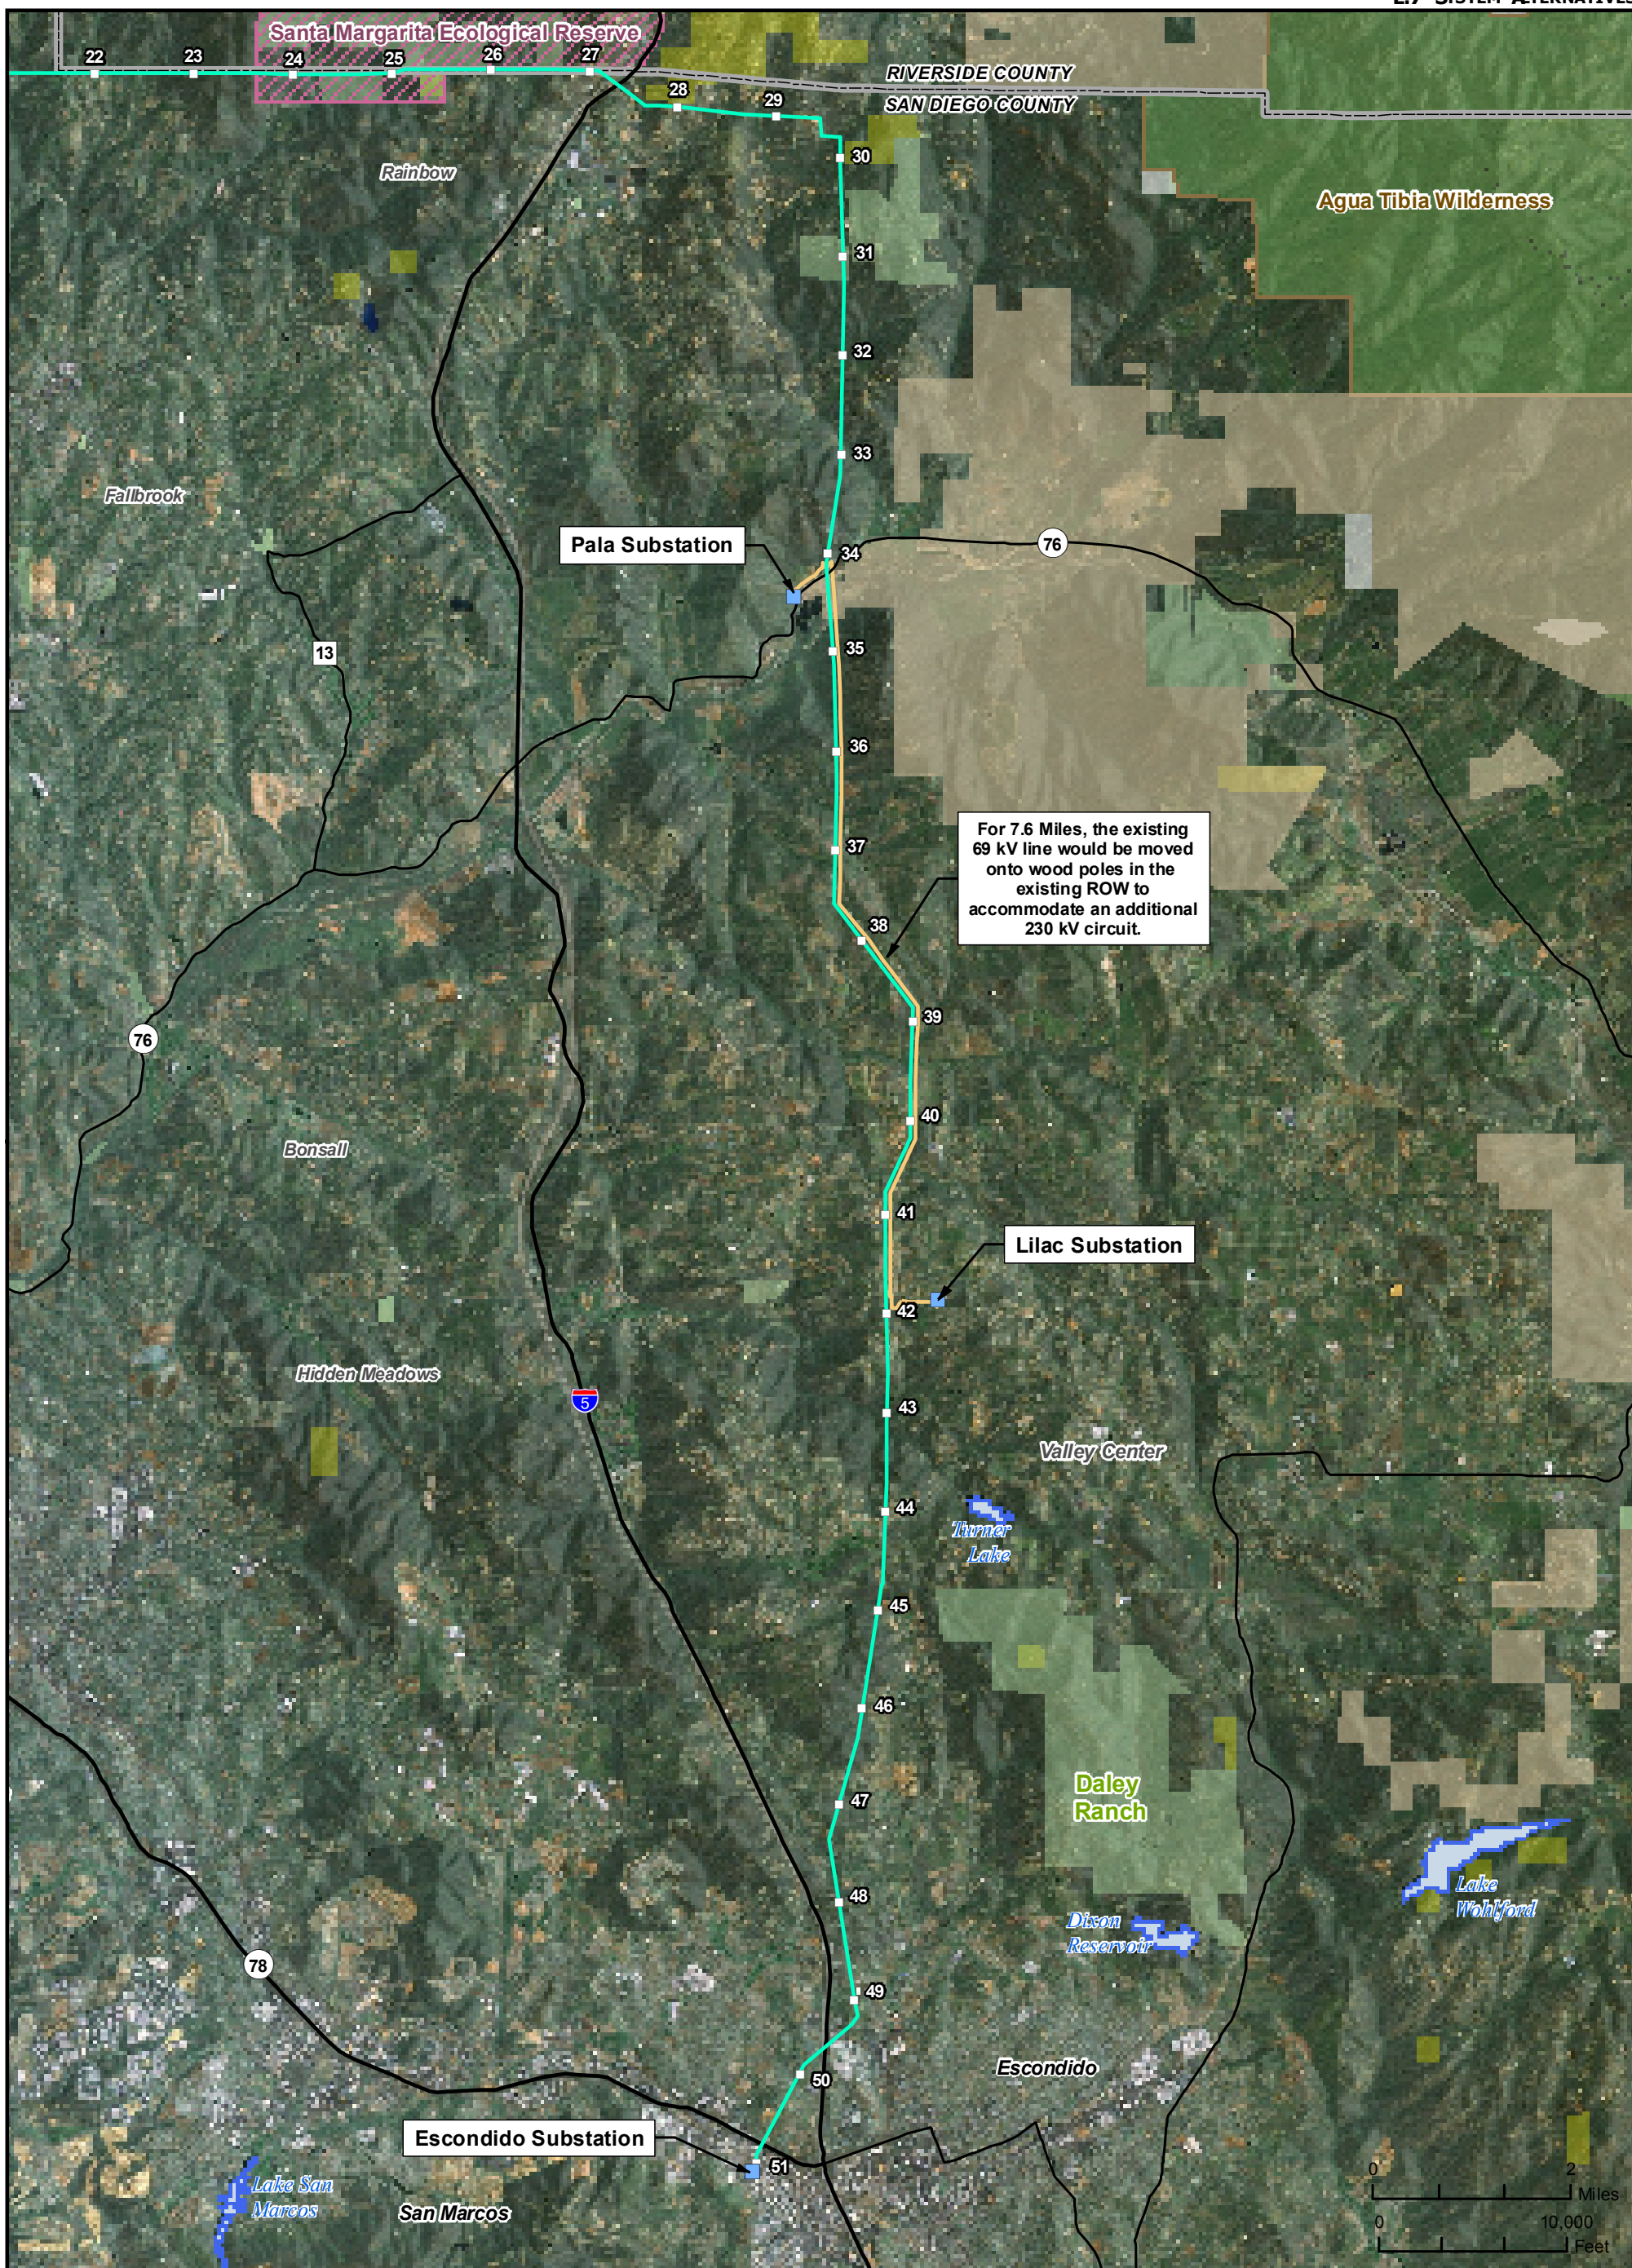 E.7 SYSTEM ALTERNATIVES
Santa Margarita Ecological Reserve
22
23
24
25
26
27
RIVERSIDE COUNTY
SAN DIEGO COUNTY
28
29
30
Rainbow
Agua Tibia Wilderness
31
32
33
Fallbrook
Pala Substation
34
76
13
35
36
37
For 7.6 Miles, the existing
69 kV line would be moved
onto wood poles in the
existing ROW to
accommodate an additional
230 kV circuit.
38
39
76
40
Bonsall
41
Lilac Substation
42
Hidden Meadows
5
43
Valley Center
44
Turner
Lake
45
46
Daley
Ranch
47
48
Lake
Wohlford
Dixon
Reservoir
78
49
Escondido
50
Escondido Substation
51
Lake San
Marcos
San Marcos
0
2
Miles
0
10,000
Feet